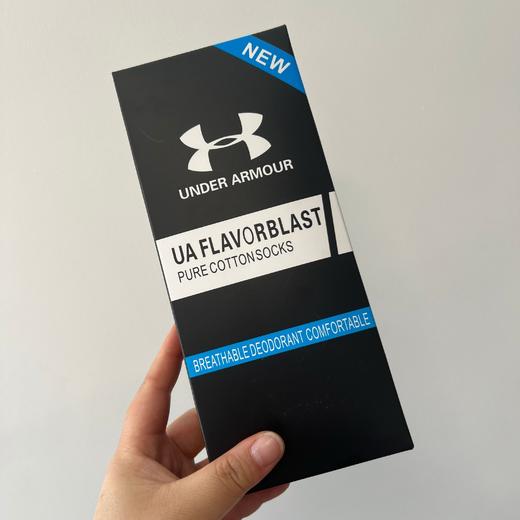 NEW
UNDER ARMOUR
UA FLAVORBLAST
PURE COTTON SOCKS
BREATHABLE DEODORANT COMFORTABLE